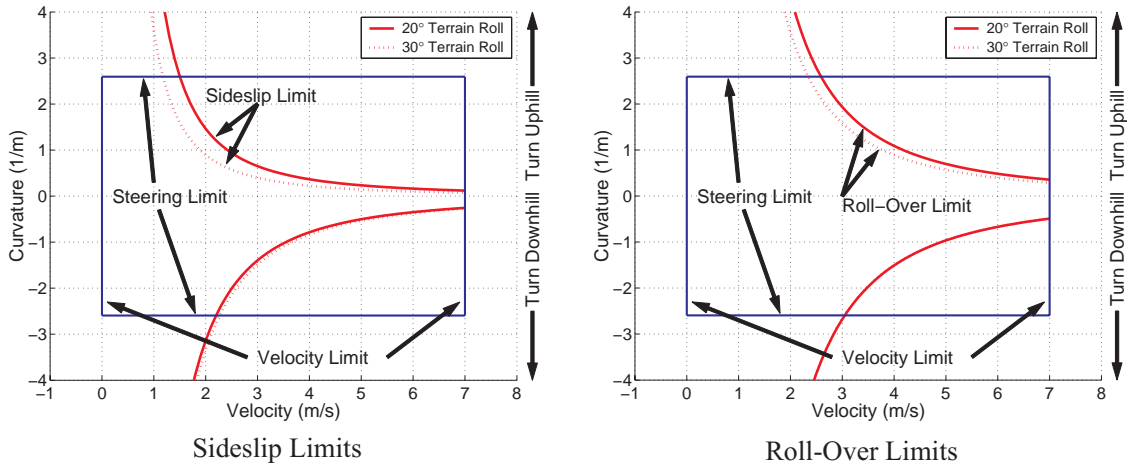 4
3
2
1
0
−1
−2
−3
−4
−1 0 1 2 3 4 5 6 7 8
Curvature (1/m)
Velocity (m/s)
20° Terrain Roll
30° Terrain Roll
Sideslip Limit
Steering Limit
Velocity Limit
Turn Downhill Turn Uphill
Sideslip Limits
4
3
2
1
0
−1
−2
−3
−4
−1 0 1 2 3 4 5 6 7 8
Curvature (1/m)
Velocity (m/s)
20° Terrain Roll
30° Terrain Roll
Steering Limit
Roll−Over Limit
Velocity Limit
Turn Downhill Turn Uphill
Roll-Over Limits